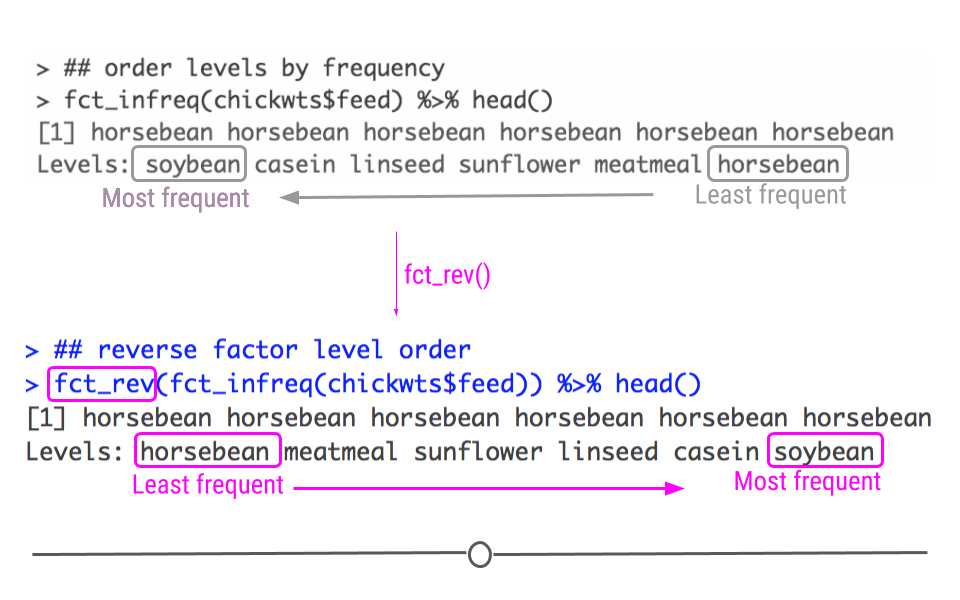 > ## order levels by frequency
> fct_infreq(chickwts$feed) %>% head()
[1] horsebean horsebean horsebean horsebean horsebean horsebean
Levels: soybean casein linseed sunflower meatmeal horsebean
Most frequent Least frequent
fct_rev()
> ## reverse factor level order
> fct_rev(fct_infreq(chickwts$feed)) %>% head()
[1] horsebean horsebean horsebean horsebean horsebean horsebean
Levels: horsebean meatmeal sunflower linseed casein soybean
Least frequent Most frequent